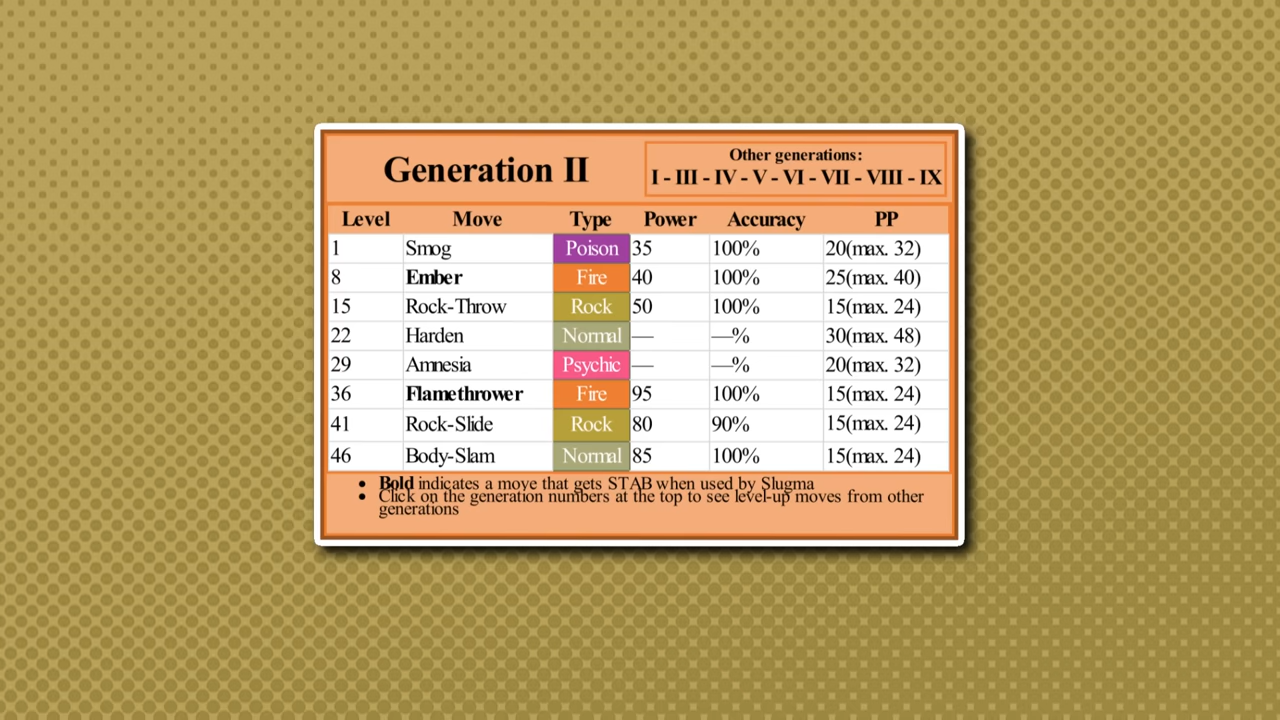 Generation II
Other generations:
I - III - IV - V - VI - VII - VIII - IX
Level Move Type Power Accuracy PP
1 Smog Poison 35 100% 20(max. 32)
8 Ember Fire 40 100% 25(max. 40)
15 Rock-Throw Rock 50 100% 15(max. 24)
22 Harden Normal — —% 30(max. 48)
29 Amnesia Psychic — —% 20(max. 32)
36 Flamethrower Fire 95 100% 15(max. 24)
41 Rock-Slide Rock 80 90% 15(max. 24)
46 Body-Slam Normal 85 100% 15(max. 24)
• Bold indicates a move that gets STAB when used by Slugma
• Click on the generation numbers at the top to see level-up moves from other
generations